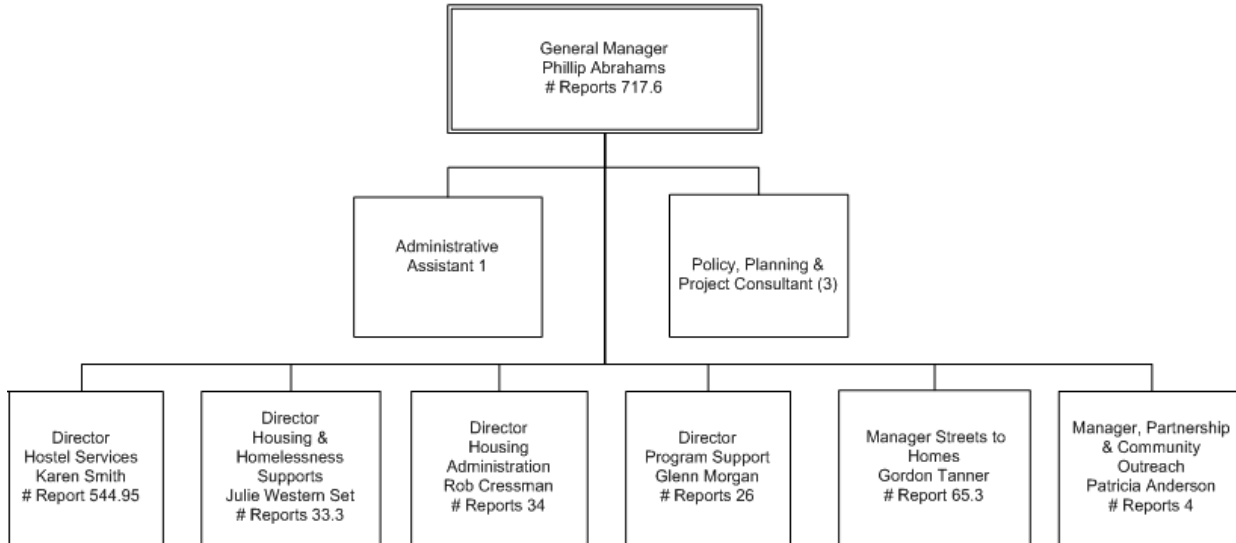 General Manager
Phillip Abrahams
# Reports 717.6
Administrative
Assistant 1
Policy, Planning &
Project Consultant (3)
Director
Hostel Services
Karen Smith
# Report 544.95
Director
Housing &
Homelessness
Supports
Julie Western Set
# Reports 33.3
Director
Housing
Administration
Rob Cressman
# Reports 34
Director
Program Support
Glenn Morgan
# Reports 26
Manager Streets to
Homes
Gordon Tanner
# Report 65.3
Manager, Partnership
& Community
Outreach
Patricia Anderson
# Reports 4